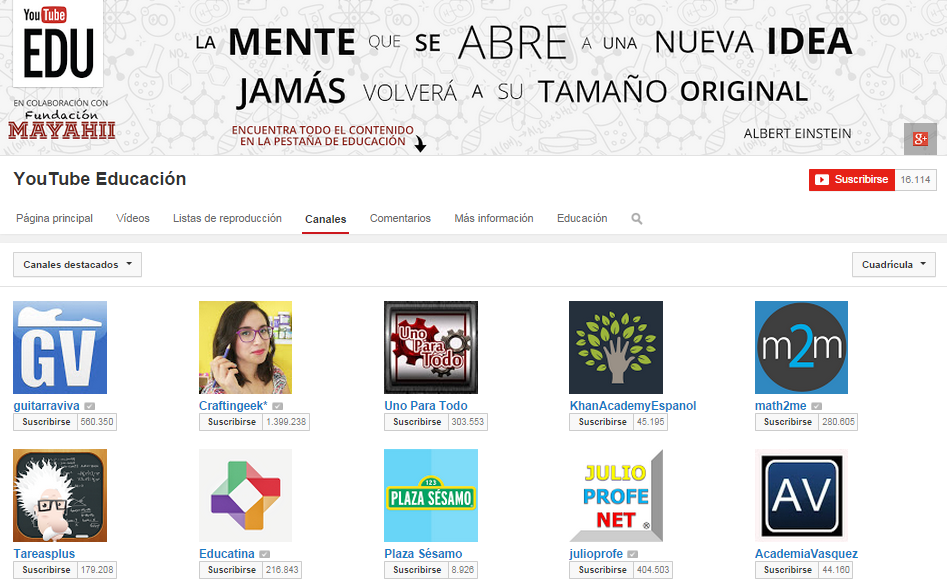 You Tube
EDU
EN COLABORACIÓN CON
Fundación
MAYAHII
LA MENTE QUE SE ABRE A UNA NUEVA IDEA
JAMÁS VOLVERÁ A SU TAMAÑO ORIGINAL
ENCUENTRA TODO EL CONTENIDO
EN LA PESTAÑA DE EDUCACIÓN
ALBERT EINSTEIN
g+
YouTube Educación
Suscribirse 16.114
Página principal Vídeos Listas de reproducción Canales Comentarios Más información Educación
Canales destacados Cuadrícula
GV
Uno
Para
Todo
m2m
guitarraviva Craftingeek* Uno Para Todo KhanAcademyEspanol math2me
Suscribirse 560.350 Suscribirse 1.399.238 Suscribirse 303.553 Suscribirse 45.195 Suscribirse 280.605
123
PLAZA SÉSAMO
JULIO
PROFE
NET ®
AV
Tareasplus Educatina Plaza Sésamo julioprofe AcademiaVasquez
Suscribirse 179.208 Suscribirse 216.843 Suscribirse 8.926 Suscribirse 404.503 Suscribirse 44.160